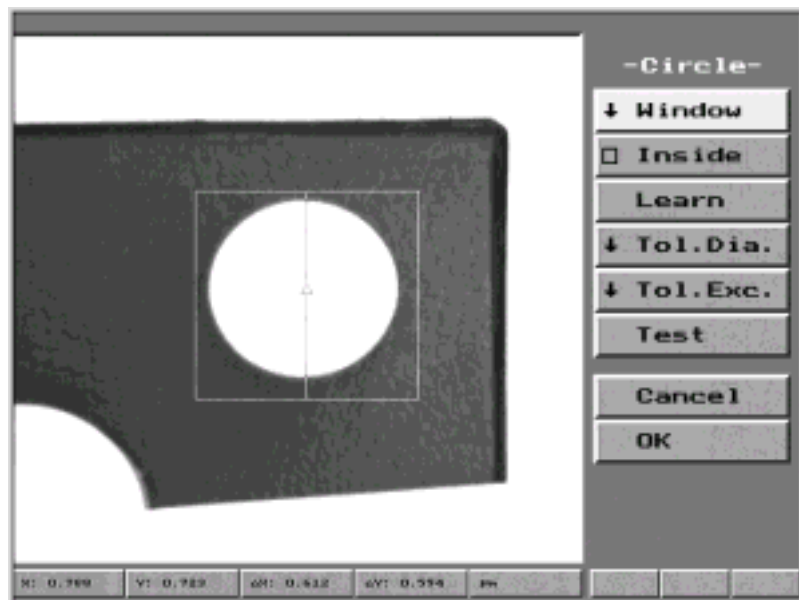 -Circle-
↓ Window
□ Inside
Learn
↓ Tol.Dia.
↓ Tol.Exc.
Test
Cancel
OK